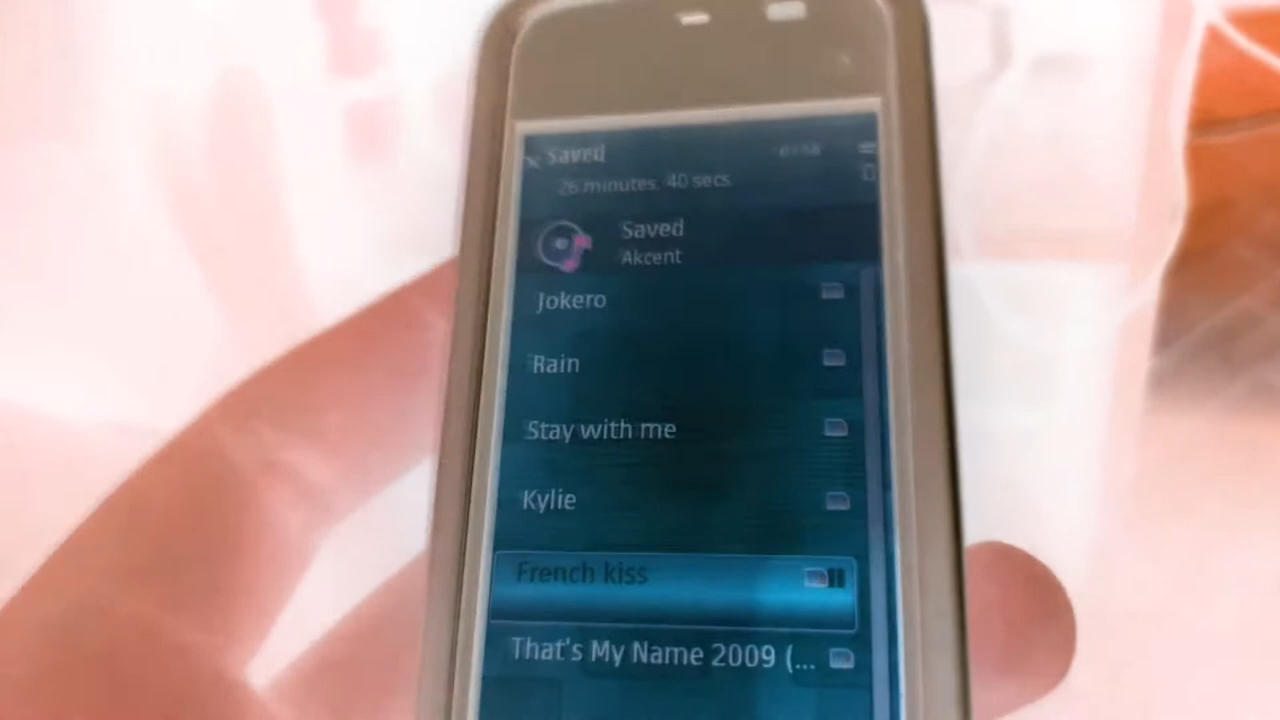 Saved
26 minutes, 40 secs.
Saved
Akcent
Jokero
Rain
Stay with me
Kylie
French kiss
That's My Name 2009 (...